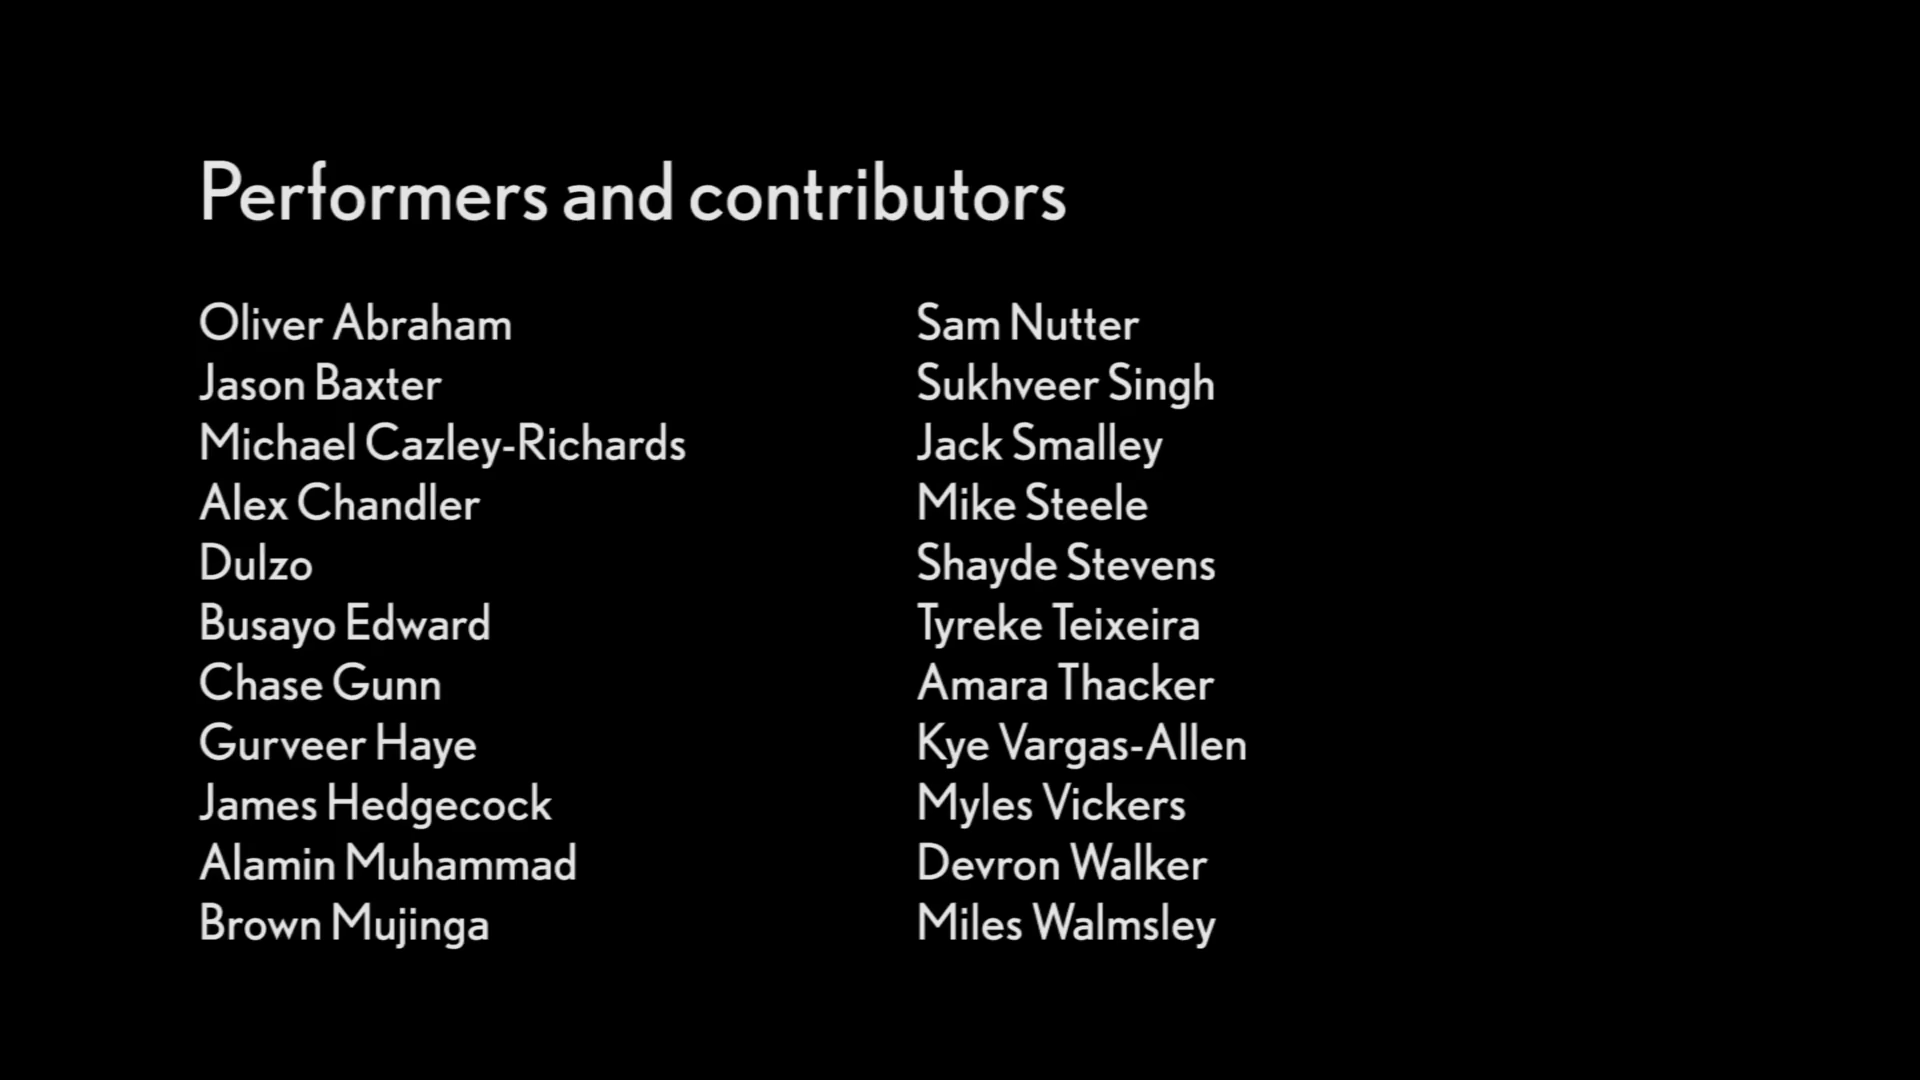 Performers and contributors
Oliver Abraham
Jason Baxter
Michael Cazley-Richards
Alex Chandler
Dulzo
Busayo Edward
Chase Gunn
Gurveer Haye
James Hedgecock
Alamin Muhammad
Brown Mujinga
Sam Nutter
Sukhveer Singh
Jack Smalley
Mike Steele
Shayde Stevens
Tyreke Teixeira
Amara Thacker
Kye Vargas-Allen
Myles Vickers
Devron Walker
Miles Walmsley